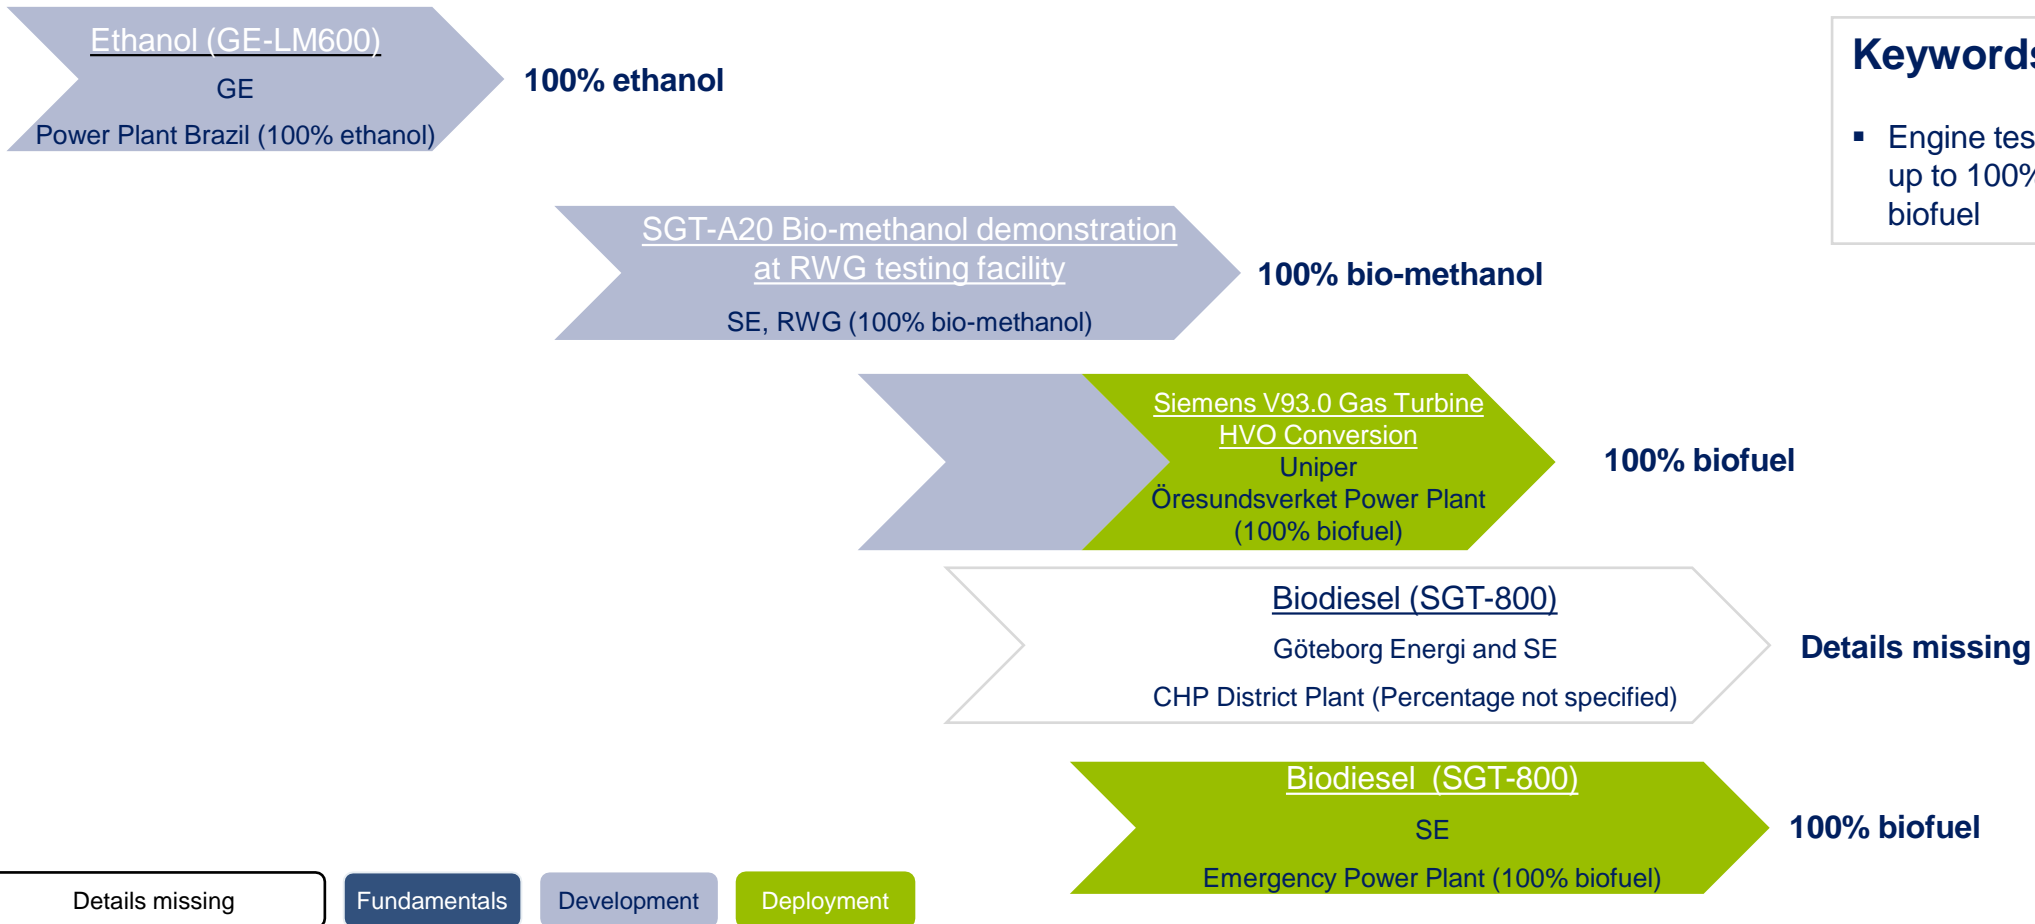 Ethanol (GE-LM600)
GE
Power Plant Brazil (100% ethanol)
100% ethanol
Keywords
▪ Engine tes
up to 100%
biofuel
SGT-A20 Bio-methanol demonstration
at RWG testing facility
SE, RWG (100% bio-methanol)
100% bio-methanol
Siemens V93.0 Gas Turbine
HVO Conversion
Uniper
Öresundsverket Power Plant
(100% biofuel)
100% biofuel
Biodiesel (SGT-800)
Göteborg Energi and SE
CHP District Plant (Percentage not specified)
Details missing
Biodiesel (SGT-800)
SE
Emergency Power Plant (100% biofuel)
100% biofuel
Details missing
Fundamentals
Development
Deployment